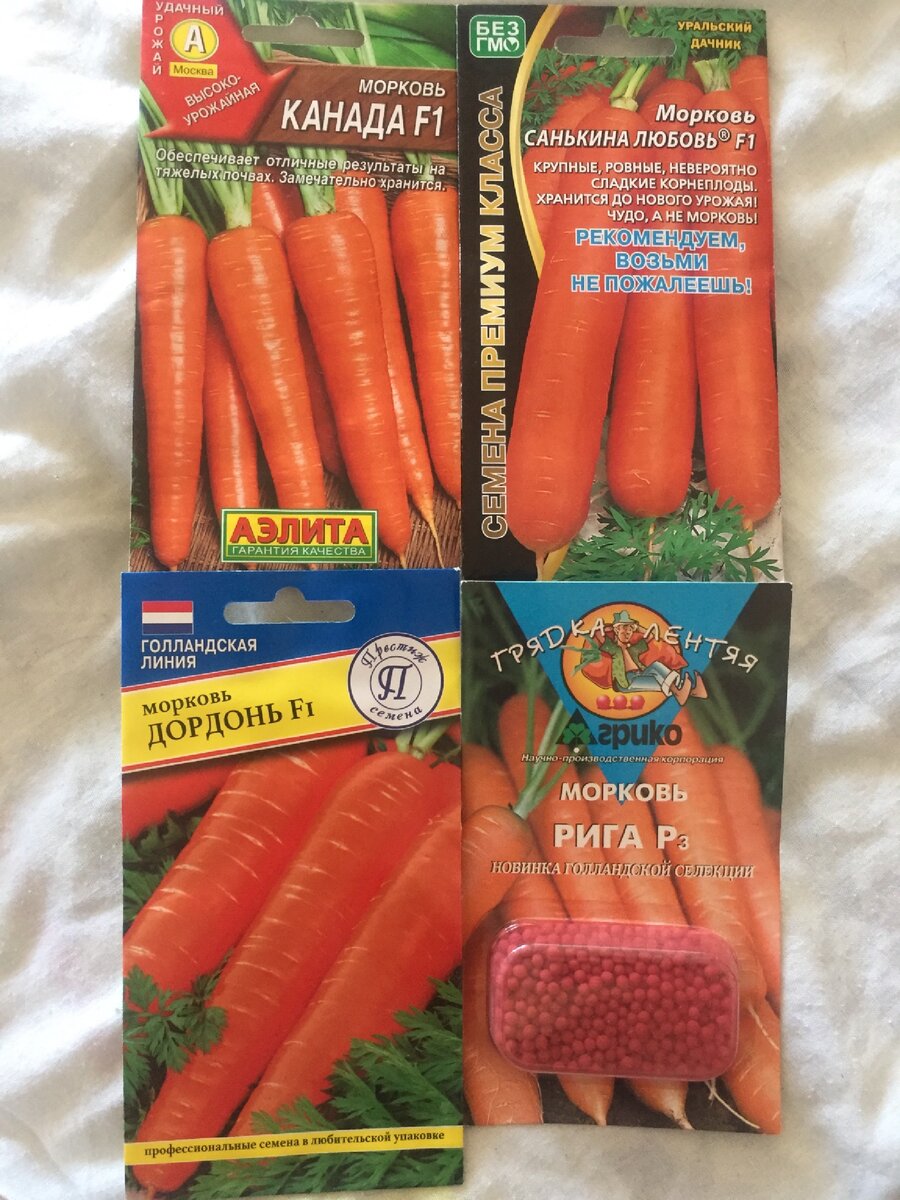 УДАЧНЫЙ
УРОЖАЙ
А
Москва
ВЫСОКО-
УРОЖАЙНАЯ
МОРКОВЬ
КАНАДА F1
Обеспечивает отличные результаты на
тяжелых почвах. Замечательно хранится.
АЭЛИТА
ГАРАНТИЯ КАЧЕСТВА
БЕЗ
ГМО
УРАЛЬСКИЙ
ДАЧНИК
СЕМЕНА ПРЕМИУМ КЛАССА
Морковь
САНЬКИНА ЛЮБОВЬ® F1
КРУПНЫЕ, РОВНЫЕ, НЕВЕРОЯТНО
СЛАДКИЕ КОРНЕПЛОДЫ.
ХРАНИТСЯ ДО НОВОГО УРОЖАЯ!
ЧУДО, А НЕ МОРКОВЬ!
РЕКОМЕНДУЕМ,
ВОЗЬМИ
НЕ ПОЖАЛЕЕШЬ!
ГОЛЛАНДСКАЯ
ЛИНИЯ
Престиж
П
семена
МОРКОВЬ
ДОРДОНЬ F1
профессиональные семена в любительской упаковке
ГРЯДКА ЛЕНТЯЯ
Агрико
Научно-производственная корпорация
МОРКОВЬ
РИГА Р3
НОВИНКА ГОЛЛАНДСКОЙ СЕЛЕКЦИИ